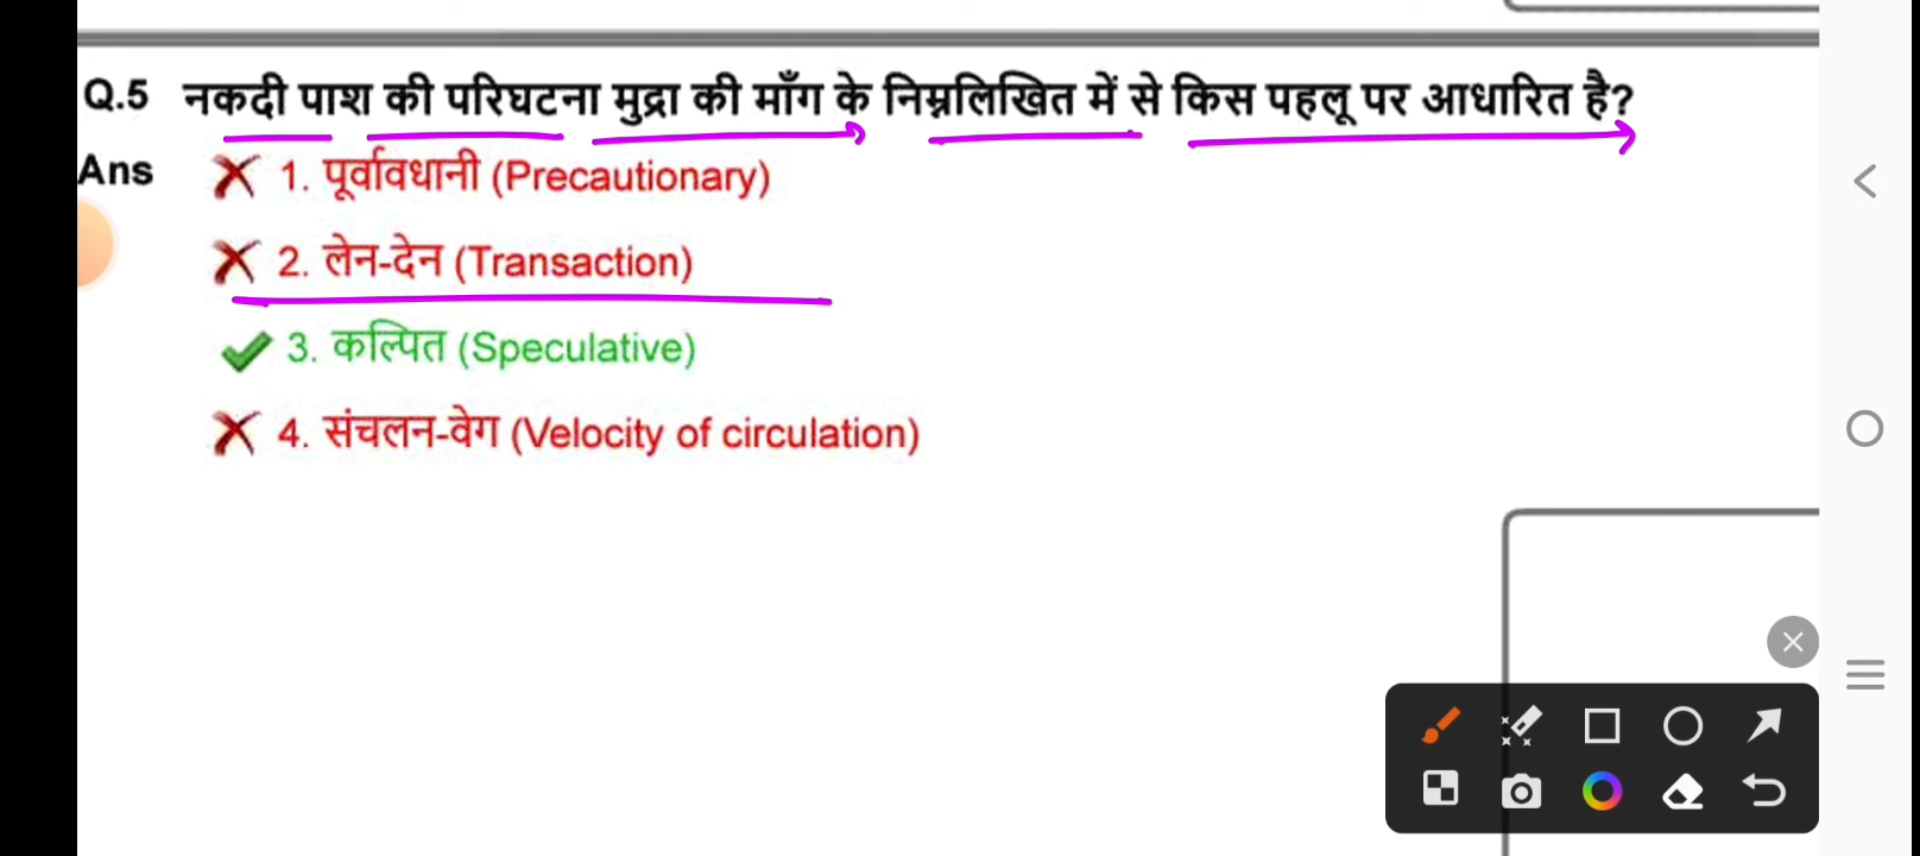 Q.5 नकदी पाश की परिघटना मुद्रा की माँग के निम्नलिखित में से किस पहलू पर आधारित है?
Ans 1. पूर्वावधानी (Precautionary)
2. लेन-देन (Transaction)
3. कल्पित (Speculative)
4. संचलन-वेग (Velocity of circulation)